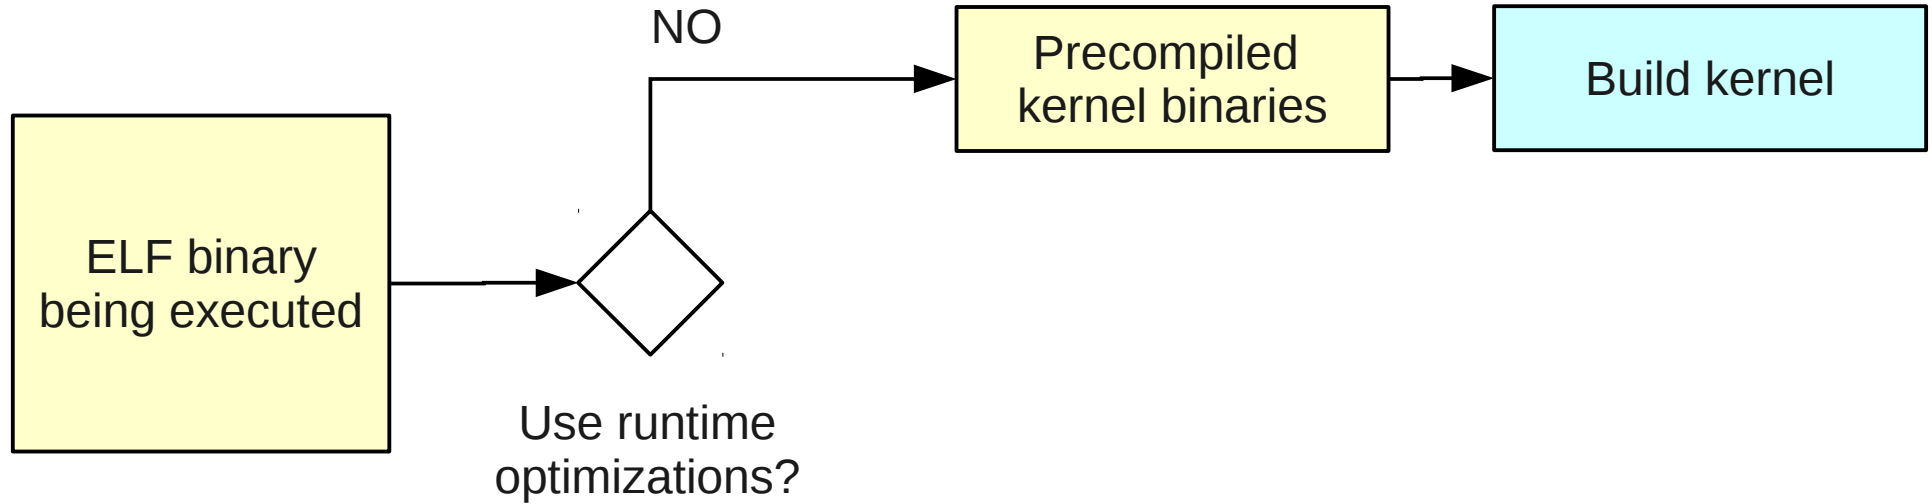 NO
Precompiled
kernel binaries
Build kernel
ELF binary
being executed
Use runtime
optimizations?